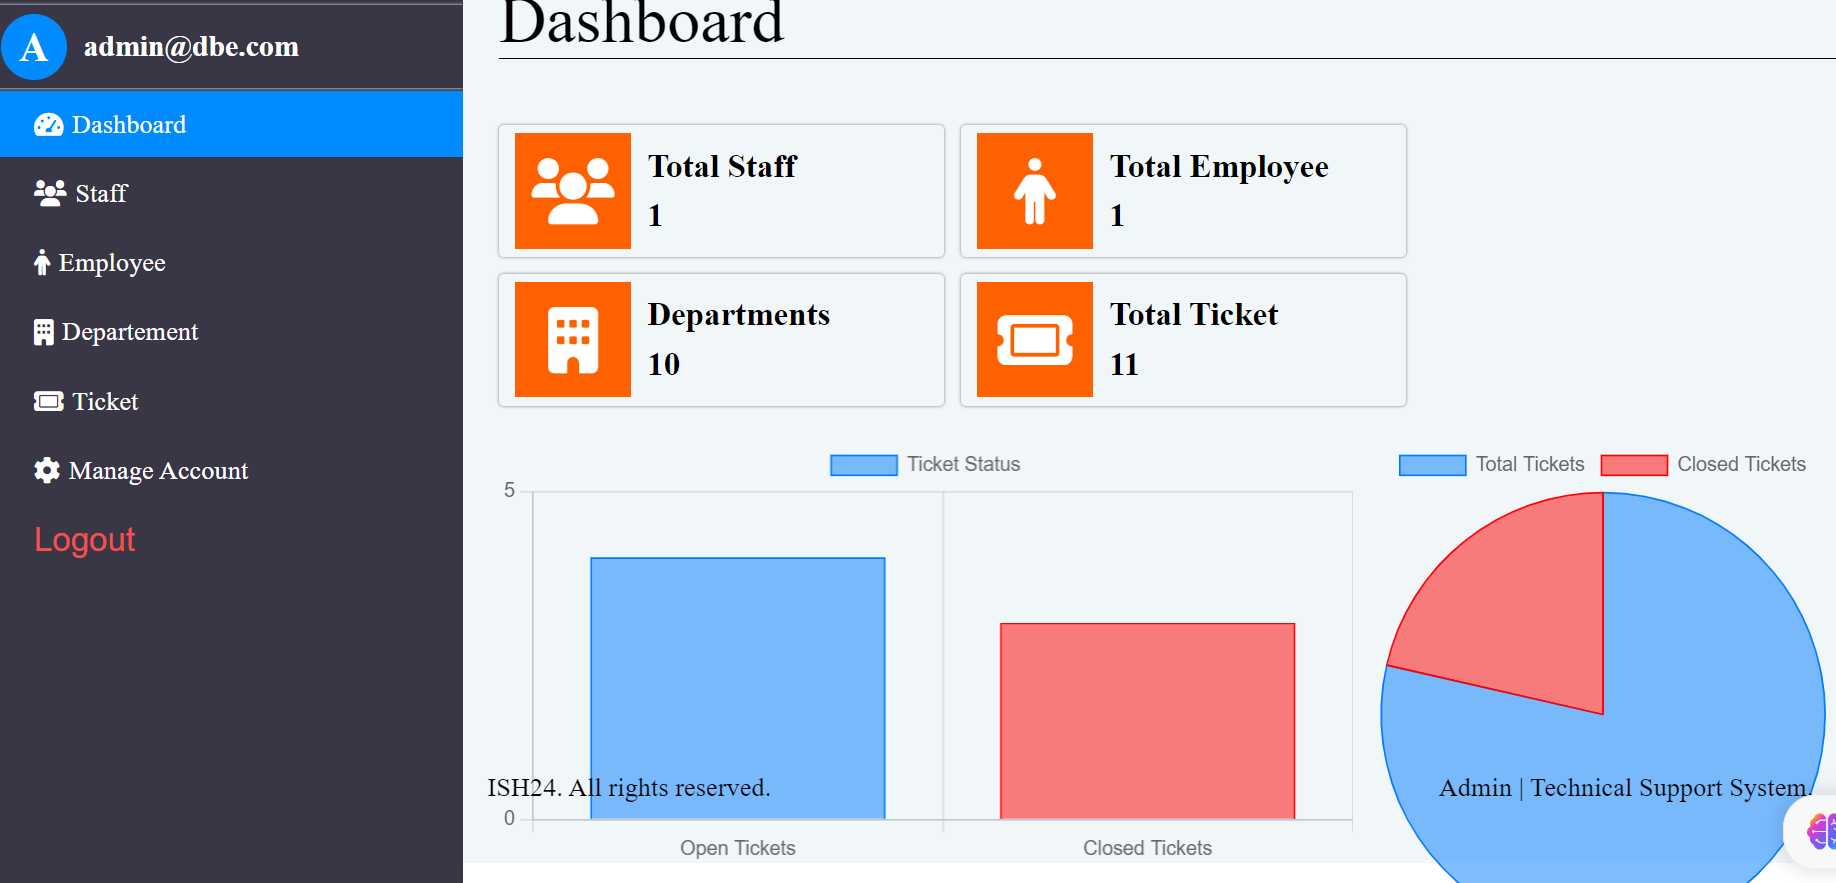 A admin@dbe.com
Dashboard
Staff
Employee
Departement
Ticket
Manage Account
Logout
Dashboard
Total Staff
1
Total Employee
1
Departments
10
Total Ticket
11
Ticket Status
5
0
Open Tickets
Closed Tickets
Total Tickets
Closed Tickets
ISH24. All rights reserved.
Admin | Technical Support System.